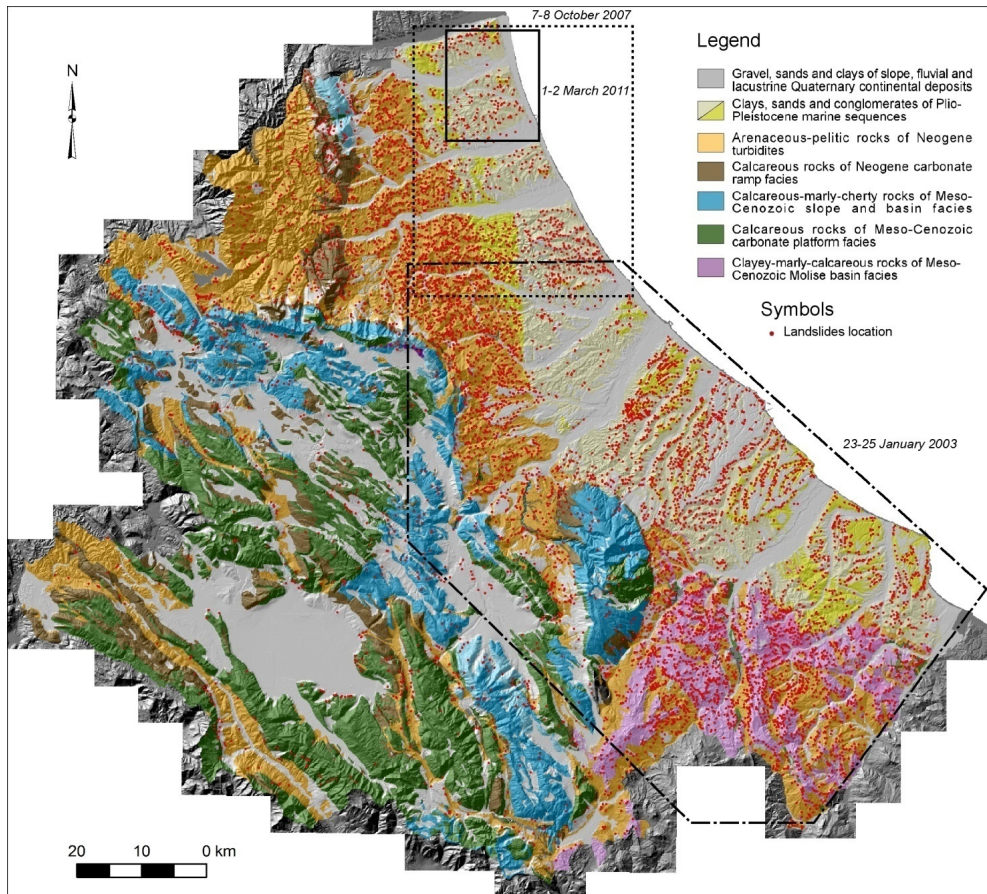 7-8 October 2007
1-2 March 2011
23-25 January 2003
N
Legend
Gravel, sands and clays of slope, fluvial and
lacustrine Quaternary continental deposits
Clays, sands and conglomerates of Plio-
Pleistocene marine sequences
Arenaceous-pelitic rocks of Neogene
turbidites
Calcareous rocks of Neogene carbonate
ramp facies
Calcareous-marly-cherty rocks of Meso-
Cenozoic slope and basin facies
Calcareous rocks of Meso-Cenozoic
carbonate platform facies
Clayey-marly-calcareous rocks of Meso-
Cenozoic Molise basin facies
Symbols
Landslides location
20 10 0 km